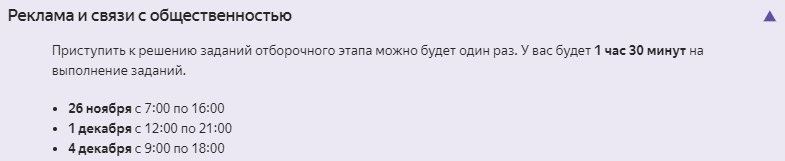 Реклама и связи с общественностью
Приступить к решению заданий отборочного этапа можно будет один раз. У вас будет 1 час 30 минут на
выполнение заданий.
• 26 ноября с 7:00 по 16:00
• 1 декабря с 12:00 по 21:00
• 4 декабря с 9:00 по 18:00